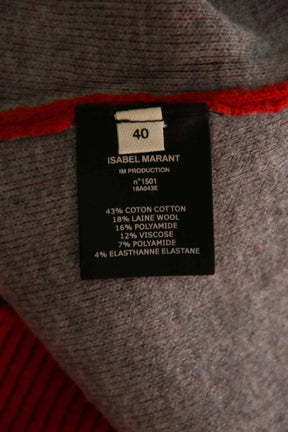 40
ISABEL MARANT
IM PRODUCTION
n°1501
18A043E
43% COTON COTTON
18% LAINE WOOL
16% POLYAMIDE
12% VISCOSE
7% POLYAMIDE
4% ELASTHANNE ELASTANE